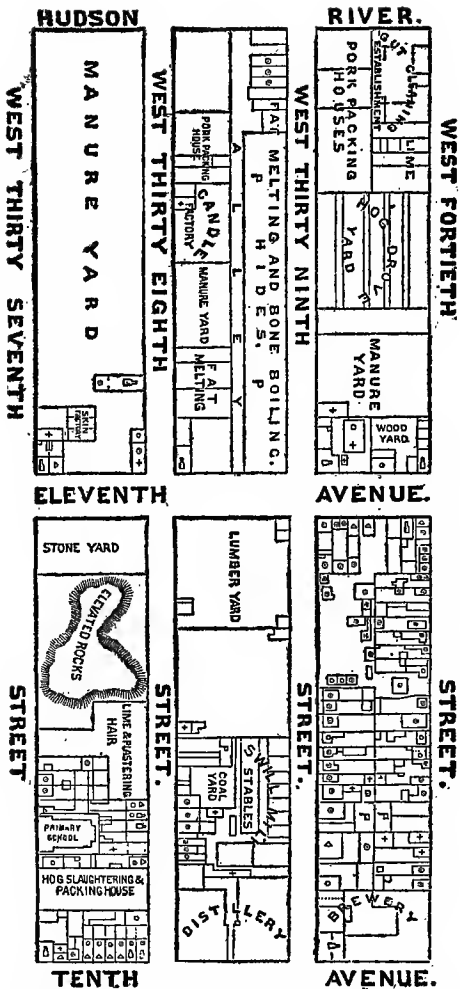 HUDSON RIVER.
WEST THIRTY SEVENTH STREET
WEST THIRTY EIGHTH STREET.
WEST THIRTY NINTH STREET.
WEST FORTIETH STREET.
MANURE YARD
SKIN
FACTORY
PORK PACKING
HOUSE
CANDLE
FACTORY
MANURE YARD
FAT
MELTING
ALLEY
FAT MELTING AND BONE BOILING.
P HIDES. P
PORK PACKING
HOUSES
GUT CLEANING
ESTABLISHMENT
LIME
HOG DROVE
YARD
MANURE
YARD
WOOD
YARD
ELEVENTH AVENUE.
STONE YARD
ELEVATED ROCKS
LIME & PLASTERING
HAIR
PRIMARY
SCHOOL
HOG SLAUGHTERING &
PACKING HOUSE
LUMBER YARD
P
COAL
YARD
SWILL MILK
STABLES
DISTILLERY
P P
BREWERY
TENTH AVENUE.